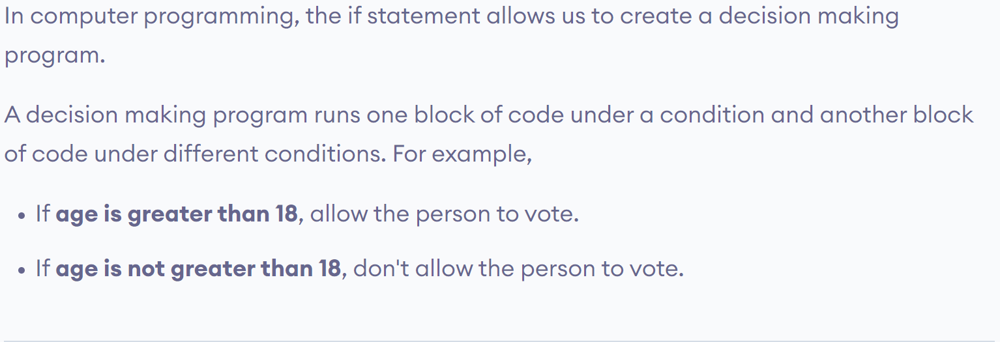 In computer programming, the if statement allows us to create a decision making
program.
A decision making program runs one block of code under a condition and another block
of code under different conditions. For example,
• If age is greater than 18, allow the person to vote.
• If age is not greater than 18, don't allow the person to vote.